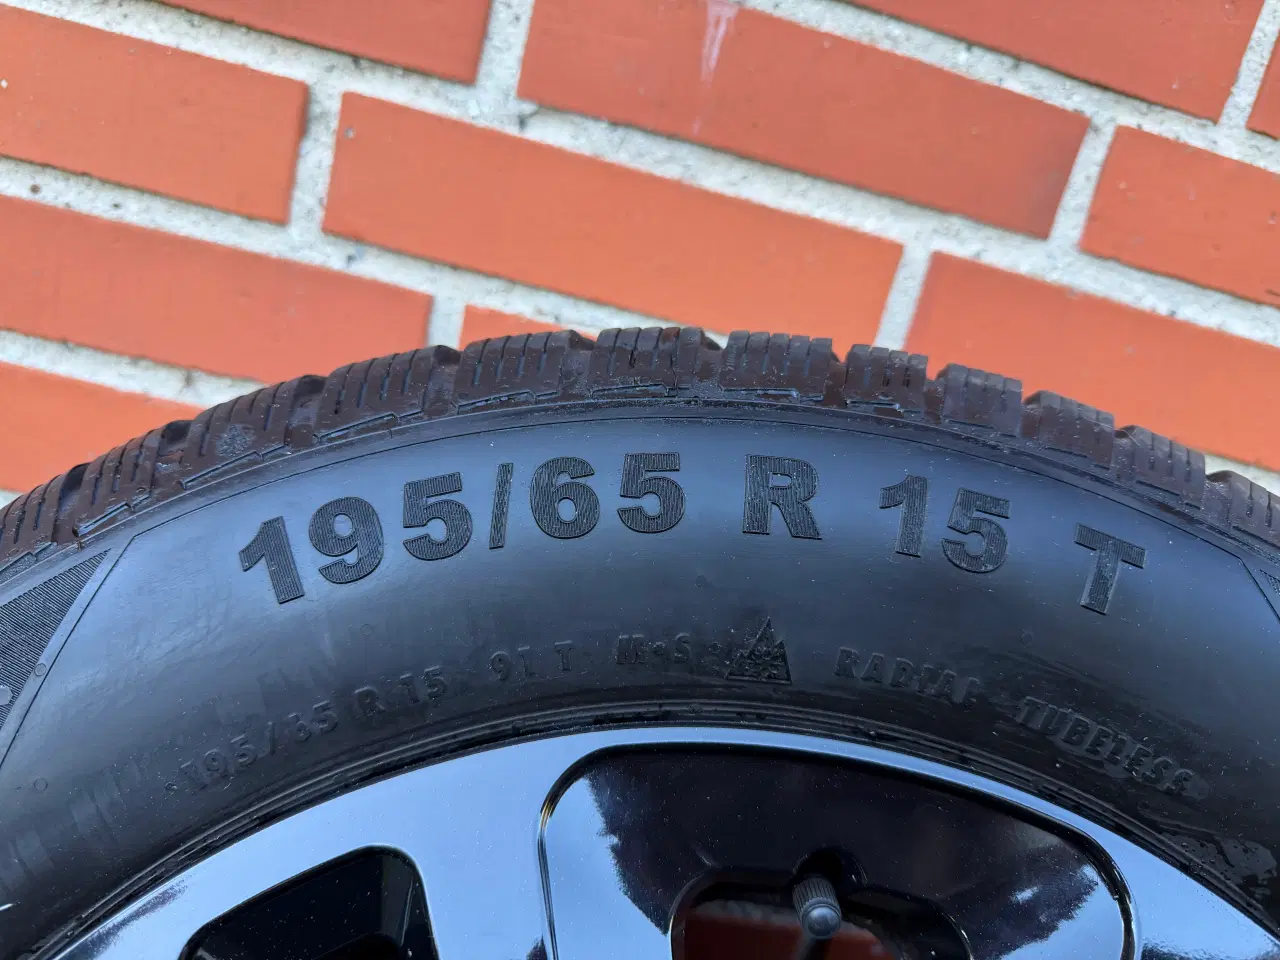 195/65 R 15 T
195/65 R 15 91 T M+S RADIAL TUBELESS